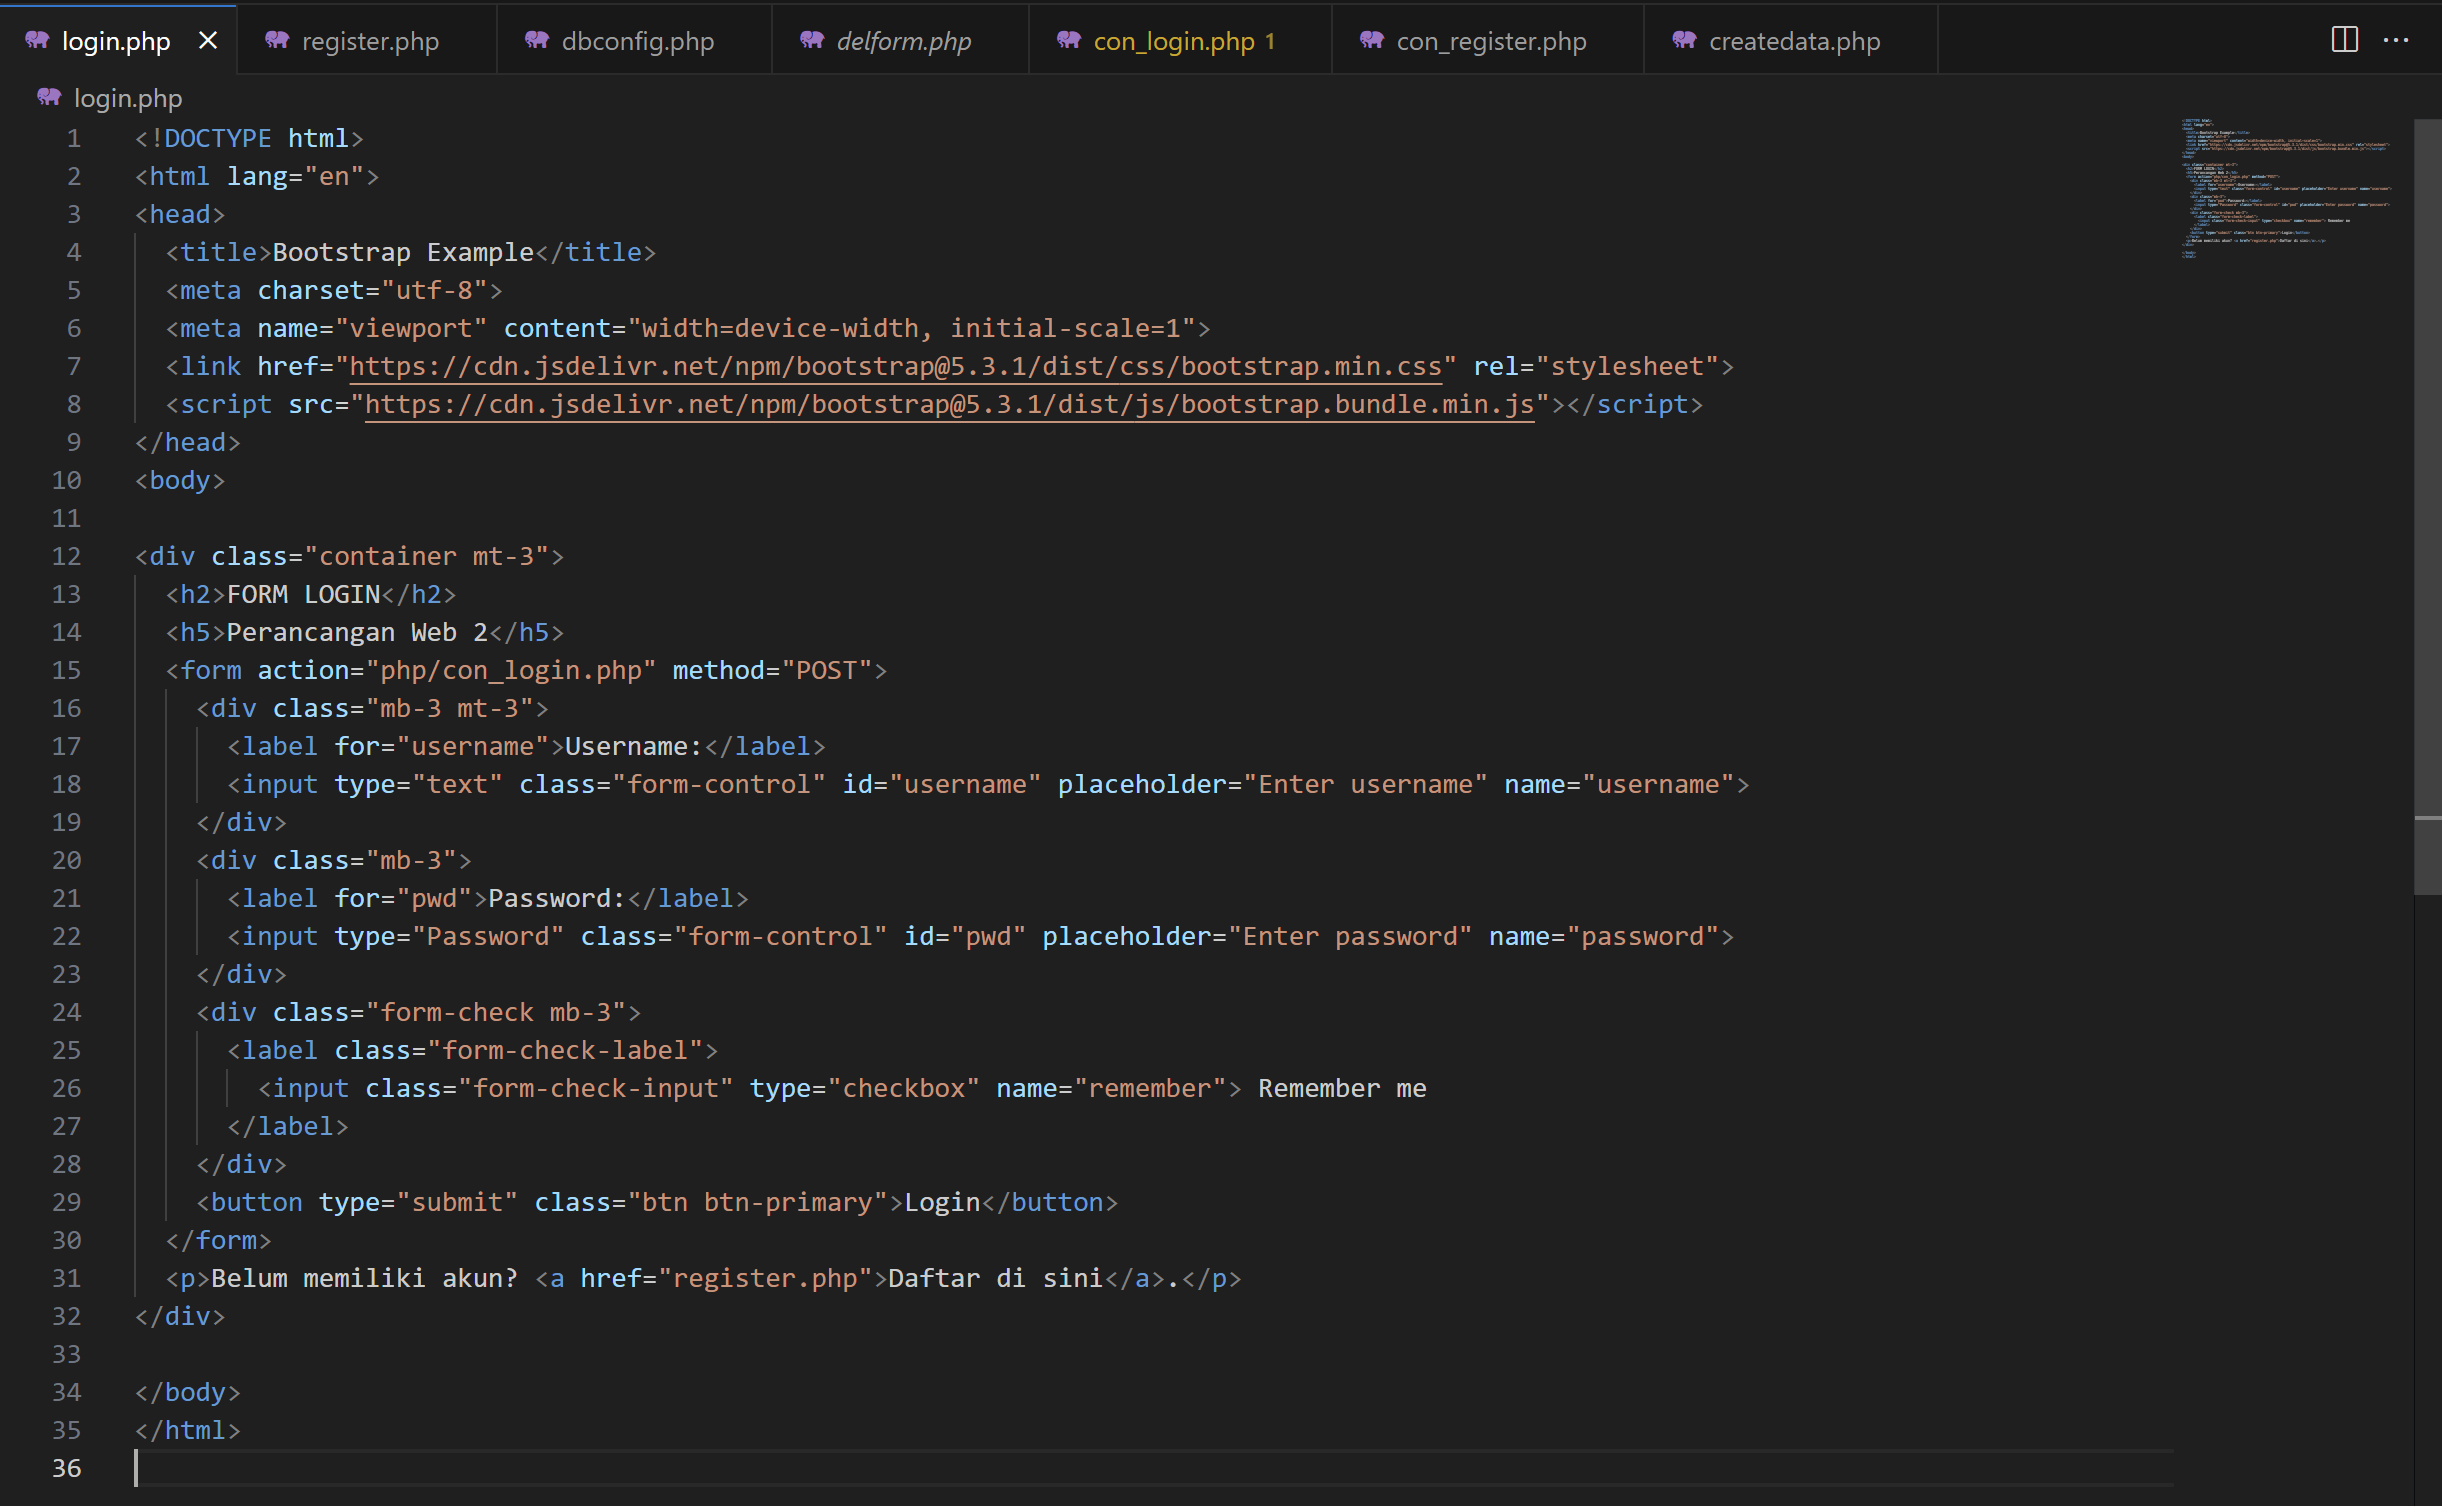 login.php register.php dbconfig.php delform.php con_login.php 1 con_register.php createdata.php
login.php
1 <!DOCTYPE html>
2 <html lang="en">
3 <head>
4   <title>Bootstrap Example</title>
5   <meta charset="utf-8">
6   <meta name="viewport" content="width=device-width, initial-scale=1">
7   <link href="https://cdn.jsdelivr.net/npm/bootstrap@5.3.1/dist/css/bootstrap.min.css" rel="stylesheet">
8   <script src="https://cdn.jsdelivr.net/npm/bootstrap@5.3.1/dist/js/bootstrap.bundle.min.js"></script>
9 </head>
10 <body>
11
12 <div class="container mt-3">
13   <h2>FORM LOGIN</h2>
14   <h5>Perancangan Web 2</h5>
15   <form action="php/con_login.php" method="POST">
16     <div class="mb-3 mt-3">
17       <label for="username">Username:</label>
18       <input type="text" class="form-control" id="username" placeholder="Enter username" name="username">
19     </div>
20     <div class="mb-3">
21       <label for="pwd">Password:</label>
22       <input type="Password" class="form-control" id="pwd" placeholder="Enter password" name="password">
23     </div>
24     <div class="form-check mb-3">
25       <label class="form-check-label">
26         <input class="form-check-input" type="checkbox" name="remember"> Remember me
27       </label>
28     </div>
29     <button type="submit" class="btn btn-primary">Login</button>
30   </form>
31   <p>Belum memiliki akun? <a href="register.php">Daftar di sini</a>.</p>
32 </div>
33
34 </body>
35 </html>
36